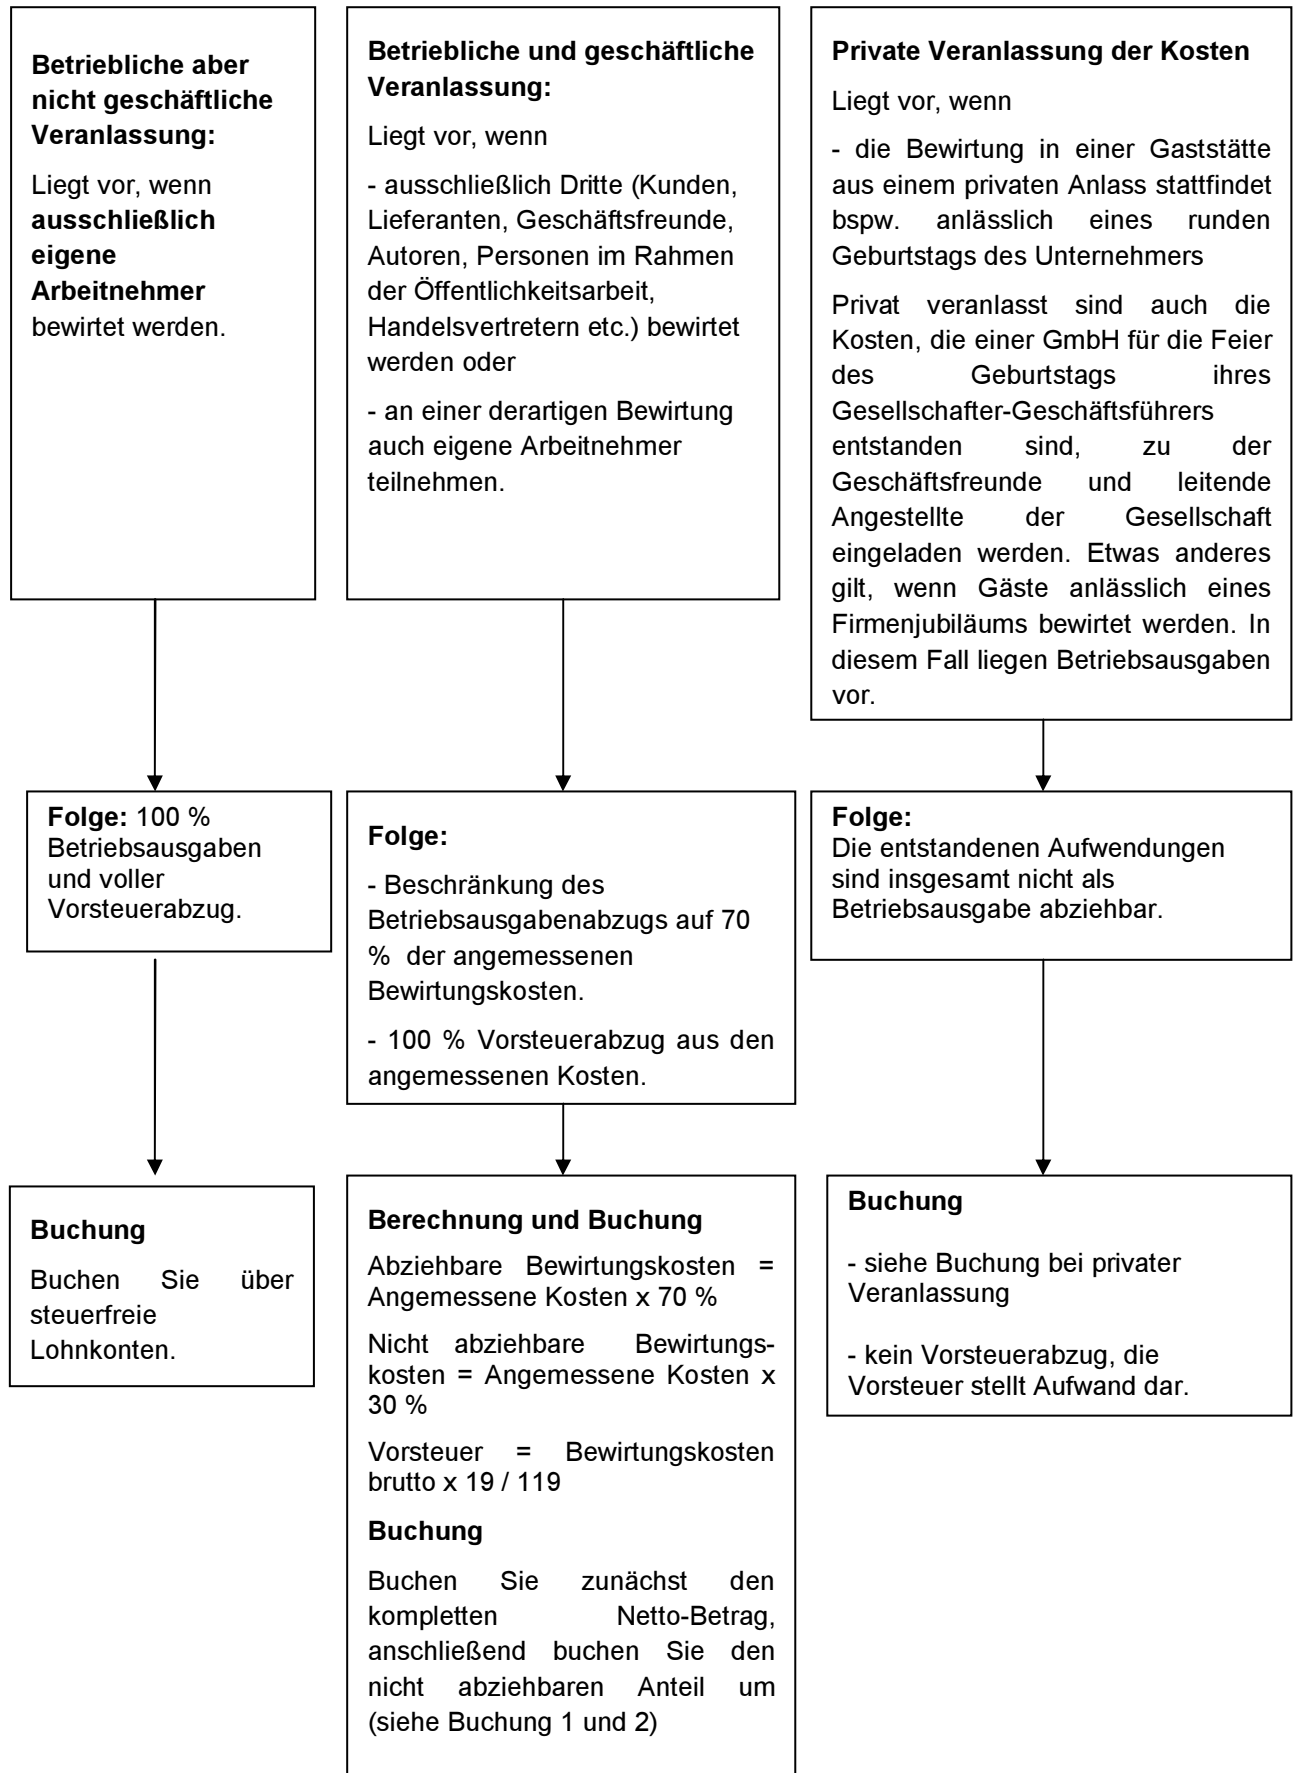 Betriebliche aber
nicht geschäftliche
Veranlassung:
Liegt vor, wenn
ausschließlich
eigene
Arbeitnehmer
bewirtet werden.
Betriebliche und geschäftliche
Veranlassung:
Liegt vor, wenn
- ausschließlich Dritte (Kunden,
Lieferanten, Geschäftsfreunde,
Autoren, Personen im Rahmen
der Öffentlichkeitsarbeit,
Handelsvertretern etc.) bewirtet
werden oder
- an einer derartigen Bewirtung
auch eigene Arbeitnehmer
teilnehmen.
Private Veranlassung der Kosten
Liegt vor, wenn
- die Bewirtung in einer Gaststätte
aus einem privaten Anlass stattfindet
bspw. anlässlich eines runden
Geburtstags des Unternehmers
Privat veranlasst sind auch die
Kosten, die einer GmbH für die Feier
des Geburtstags ihres
Gesellschafter-Geschäftsführers
entstanden sind, zu der
Geschäftsfreunde und leitende
Angestellte der Gesellschaft
eingeladen werden. Etwas anderes
gilt, wenn Gäste anlässlich eines
Firmenjubiläums bewirtet werden. In
diesem Fall liegen Betriebsausgaben
vor.
Folge: 100 %
Betriebsausgaben
und voller
Vorsteuerabzug.
Folge:
- Beschränkung des
Betriebsausgabenabzugs auf 70
% der angemessenen
Bewirtungskosten.
- 100 % Vorsteuerabzug aus den
angemessenen Kosten.
Folge:
Die entstandenen Aufwendungen
sind insgesamt nicht als
Betriebsausgabe abziehbar.
Buchung
Buchen Sie über
steuerfreie
Lohnkonten.
Berechnung und Buchung
Abziehbare Bewirtungskosten =
Angemessene Kosten x 70 %
Nicht abziehbare Bewirtungs-
kosten = Angemessene Kosten x
30 %
Vorsteuer = Bewirtungskosten
brutto x 19 / 119
Buchung
Buchen Sie zunächst den
kompletten Netto-Betrag,
anschließend buchen Sie den
nicht abziehbaren Anteil um
(siehe Buchung 1 und 2)
Buchung
- siehe Buchung bei privater
Veranlassung
- kein Vorsteuerabzug, die
Vorsteuer stellt Aufwand dar.